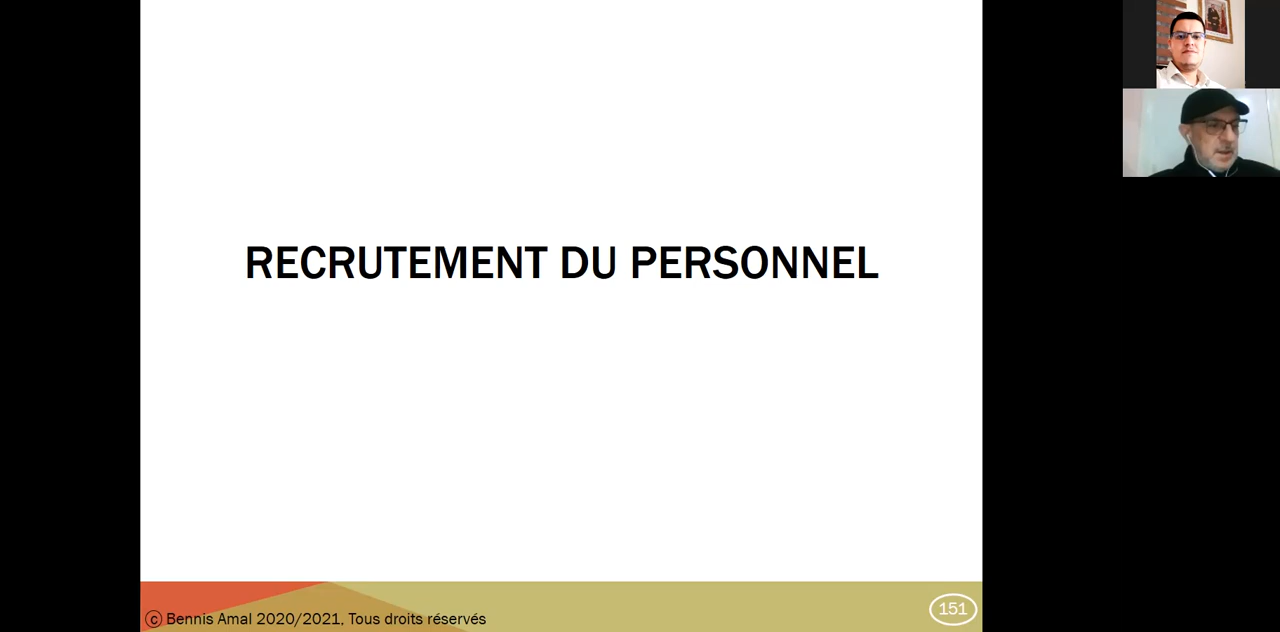 RECRUTEMENT DU PERSONNEL
© Bennis Amal 2020/2021, Tous droits réservés
151